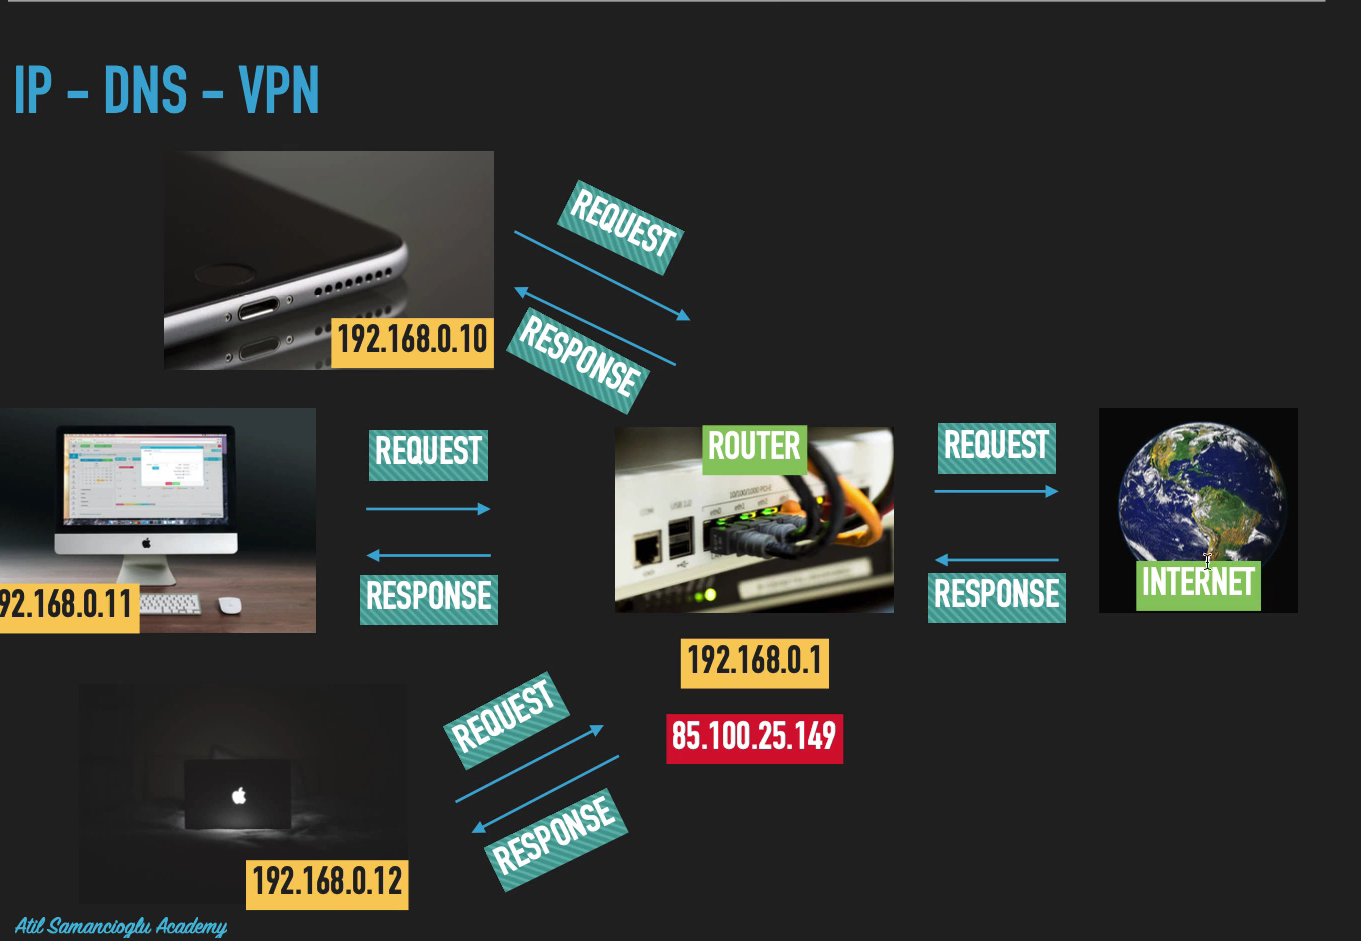 IP - DNS - VPN
REQUEST
192.168.0.10
RESPONSE
REQUEST
ROUTER
REQUEST
92.168.0.11
RESPONSE
RESPONSE
INTERNET
192.168.0.1
REQUEST
85.100.25.149
RESPONSE
192.168.0.12
Atil Samancioglu Academy